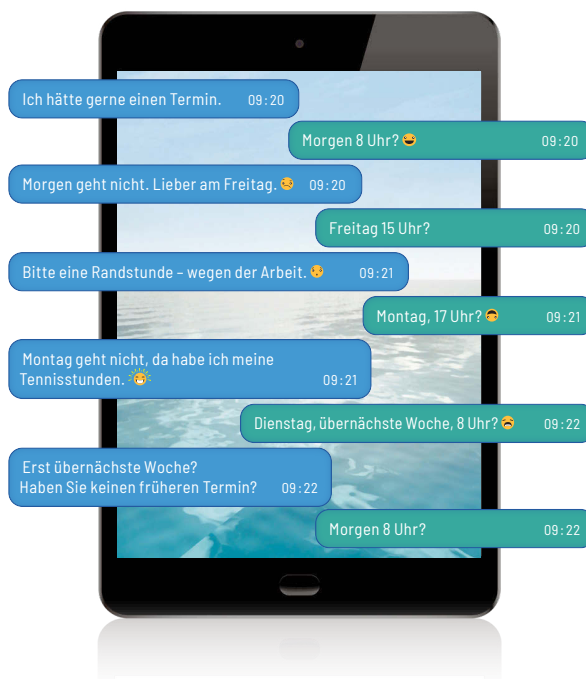 Ich hätte gerne einen Termin. 09:20
Morgen 8 Uhr? 09:20
Morgen geht nicht. Lieber am Freitag. 09:20
Freitag 15 Uhr? 09:20
Bitte eine Randstunde – wegen der Arbeit. 09:21
Montag, 17 Uhr? 09:21
Montag geht nicht, da habe ich meine
Tennisstunden. 09:21
Dienstag, übernächste Woche, 8 Uhr? 09:22
Erst übernächste Woche?
Haben Sie keinen früheren Termin? 09:22
Morgen 8 Uhr? 09:22